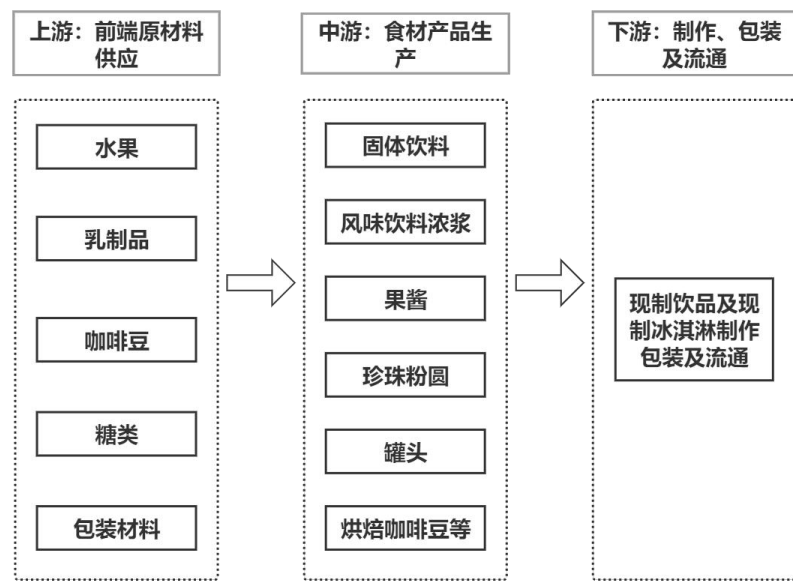 上游：前端原材料
供应
中游：食材产品生
产
下游：制作、包装
及流通
水果
乳制品
咖啡豆
糖类
包装材料
固体饮料
风味饮料浓浆
果酱
珍珠粉圆
罐头
烘焙咖啡豆等
现制饮品及现
制冰淇淋制作
包装及流通